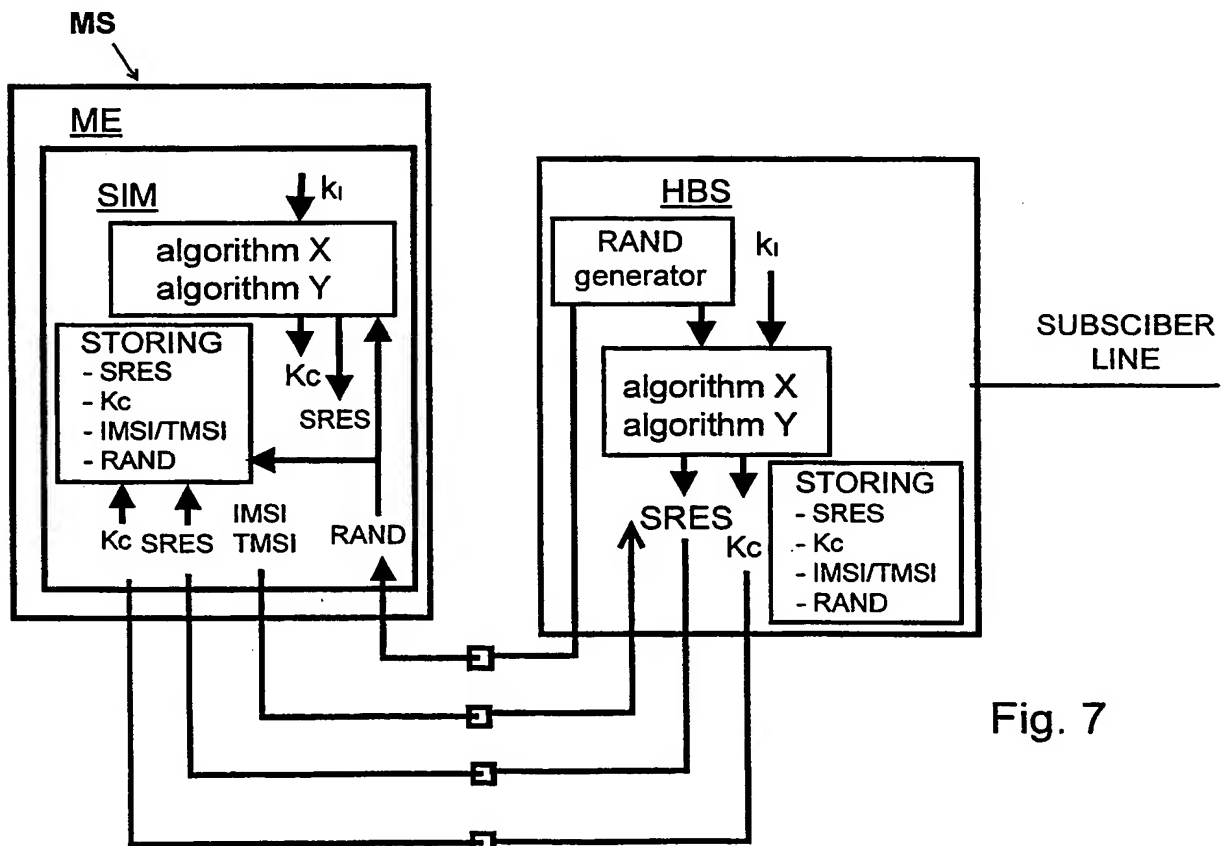 MS
ME
SIM
kI
algorithm X
algorithm Y
STORING
- SRES
- Kc
- IMSI/TMSI
- RAND
Kc
SRES
Kc
SRES
IMSI
TMSI
RAND
HBS
RAND
generator
kI
algorithm X
algorithm Y
SRES
Kc
STORING
- SRES
- Kc
- IMSI/TMSI
- RAND
SUBSCIBER
LINE
Fig. 7